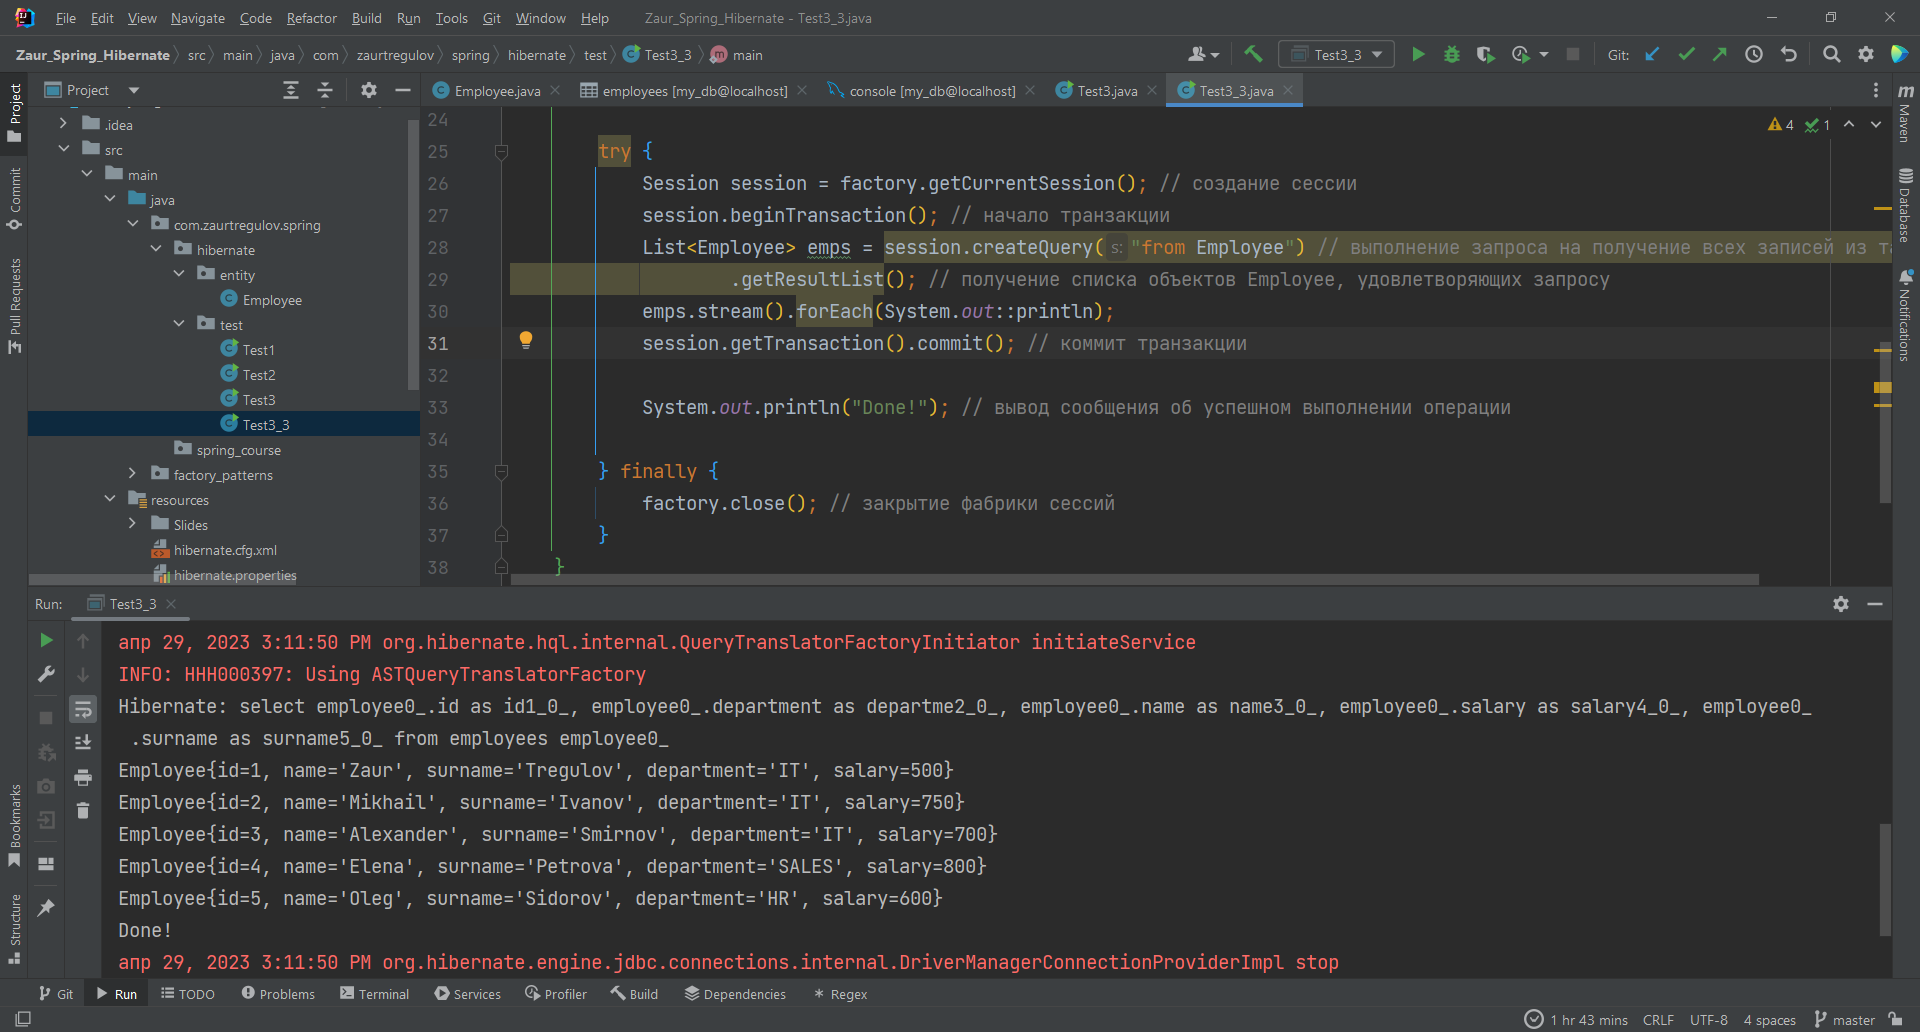 File Edit View Navigate Code Refactor Build Run Tools Git Window Help Zaur_Spring_Hibernate - Test3_3.java
Zaur_Spring_Hibernate src main java com zaurtregulov spring hibernate test Test3_3 main Test3_3 Git:
Project Employee.java employees [my_db@localhost] console [my_db@localhost] Test3.java Test3_3.java
Project
Commit
Pull Requests
Bookmarks
Structure
.idea
src
main
java
com.zaurtregulov.spring
hibernate
entity
Employee
test
Test1
Test2
Test3
Test3_3
spring_course
factory_patterns
resources
Slides
hibernate.cfg.xml
hibernate.properties
4 1
24
25 try {
26 Session session = factory.getCurrentSession(); // создание сессии
27 session.beginTransaction(); // начало транзакции
28 List<Employee> emps = session.createQuery( s: "from Employee") // выполнение запроса на получение всех записей из т
29 .getResultList(); // получение списка объектов Employee, удовлетворяющих запросу
30 emps.stream().forEach(System.out::println);
31 session.getTransaction().commit(); // коммит транзакции
32
33 System.out.println("Done!"); // вывод сообщения об успешном выполнении операции
34
35 } finally {
36 factory.close(); // закрытие фабрики сессий
37 }
38 }
Maven
Database
Notifications
Run: Test3_3
апр 29, 2023 3:11:50 PM org.hibernate.hql.internal.QueryTranslatorFactoryInitiator initiateService
INFO: HHH000397: Using ASTQueryTranslatorFactory
Hibernate: select employee0_.id as id1_0_, employee0_.department as departme2_0_, employee0_.name as name3_0_, employee0_.salary as salary4_0_, employee0_
.surname as surname5_0_ from employees employee0_
Employee{id=1, name='Zaur', surname='Tregulov', department='IT', salary=500}
Employee{id=2, name='Mikhail', surname='Ivanov', department='IT', salary=750}
Employee{id=3, name='Alexander', surname='Smirnov', department='IT', salary=700}
Employee{id=4, name='Elena', surname='Petrova', department='SALES', salary=800}
Employee{id=5, name='Oleg', surname='Sidorov', department='HR', salary=600}
Done!
апр 29, 2023 3:11:50 PM org.hibernate.engine.jdbc.connections.internal.DriverManagerConnectionProviderImpl stop
Git Run TODO Problems Terminal Services Profiler Build Dependencies Regex
1 hr 43 mins CRLF UTF-8 4 spaces master